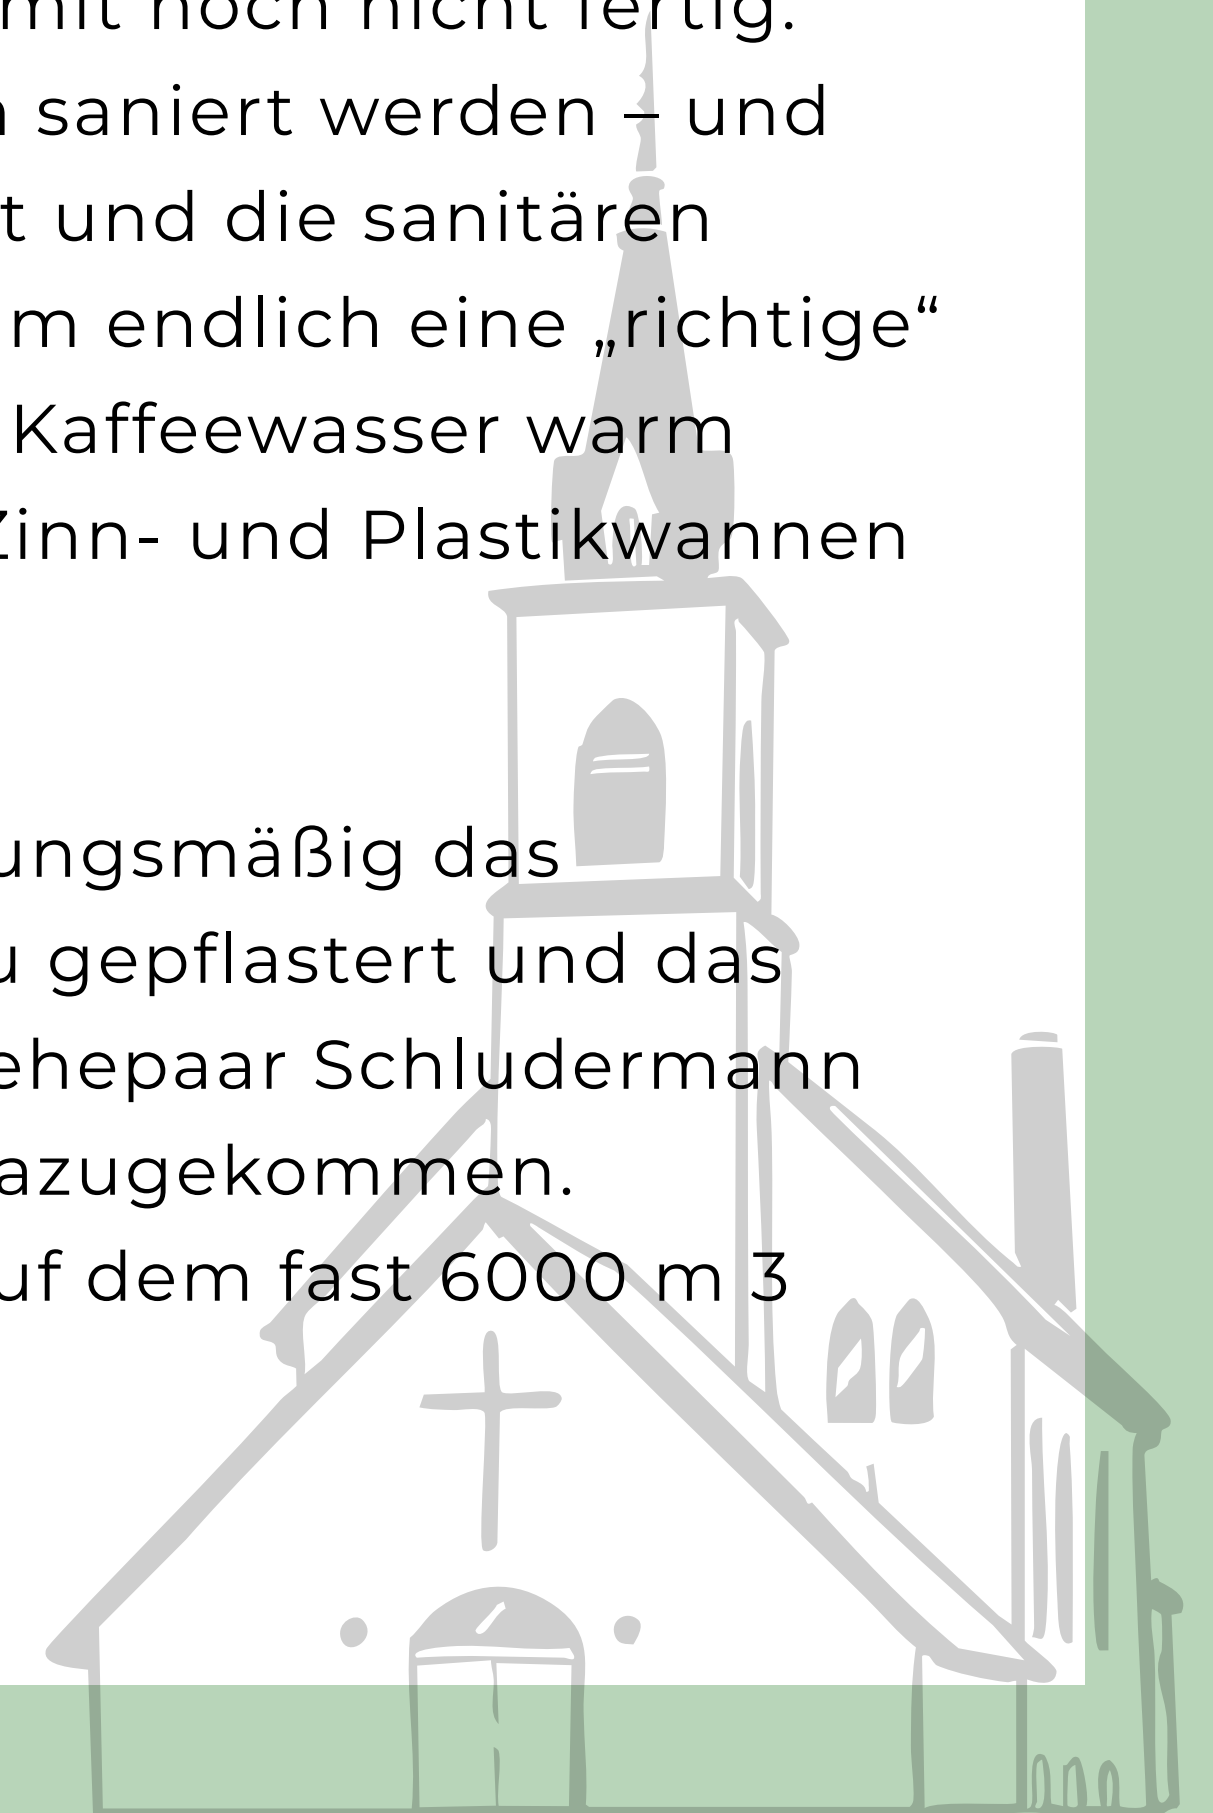 mit noch nicht fertig.
saniert werden – und
t und die sanitären
m endlich eine „richtige“
Kaffeewasser warm
Zinn- und Plastikwannen
ungsmäßig das
u gepflastert und das
ehepaar Schludermann
azugekommen.
uf dem fast 6000 m 3